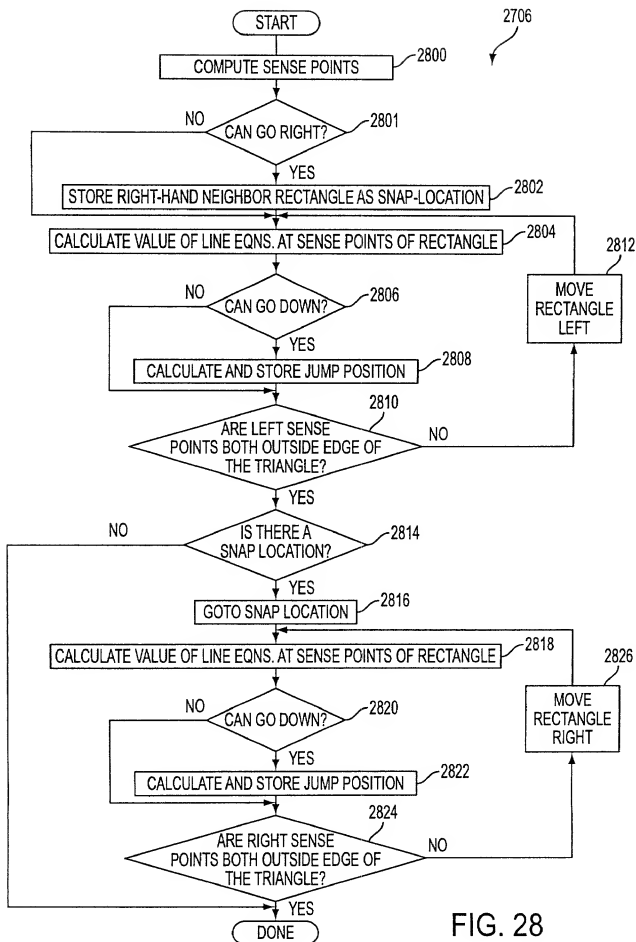 START
2706
COMPUTE SENSE POINTS
2800
NO
CAN GO RIGHT?
2801
YES
STORE RIGHT-HAND NEIGHBOR RECTANGLE AS SNAP-LOCATION
2802
CALCULATE VALUE OF LINE EQNS. AT SENSE POINTS OF RECTANGLE
2804
2812
MOVE
RECTANGLE
LEFT
NO
CAN GO DOWN?
2806
YES
CALCULATE AND STORE JUMP POSITION
2808
2810
ARE LEFT SENSE
POINTS BOTH OUTSIDE EDGE OF
THE TRIANGLE?
NO
YES
NO
IS THERE A
SNAP LOCATION?
2814
YES
GOTO SNAP LOCATION
2816
CALCULATE VALUE OF LINE EQNS. AT SENSE POINTS OF RECTANGLE
2818
2826
MOVE
RECTANGLE
RIGHT
NO
CAN GO DOWN?
2820
YES
CALCULATE AND STORE JUMP POSITION
2822
2824
ARE RIGHT SENSE
POINTS BOTH OUTSIDE EDGE OF
THE TRIANGLE?
NO
YES
DONE
FIG. 28